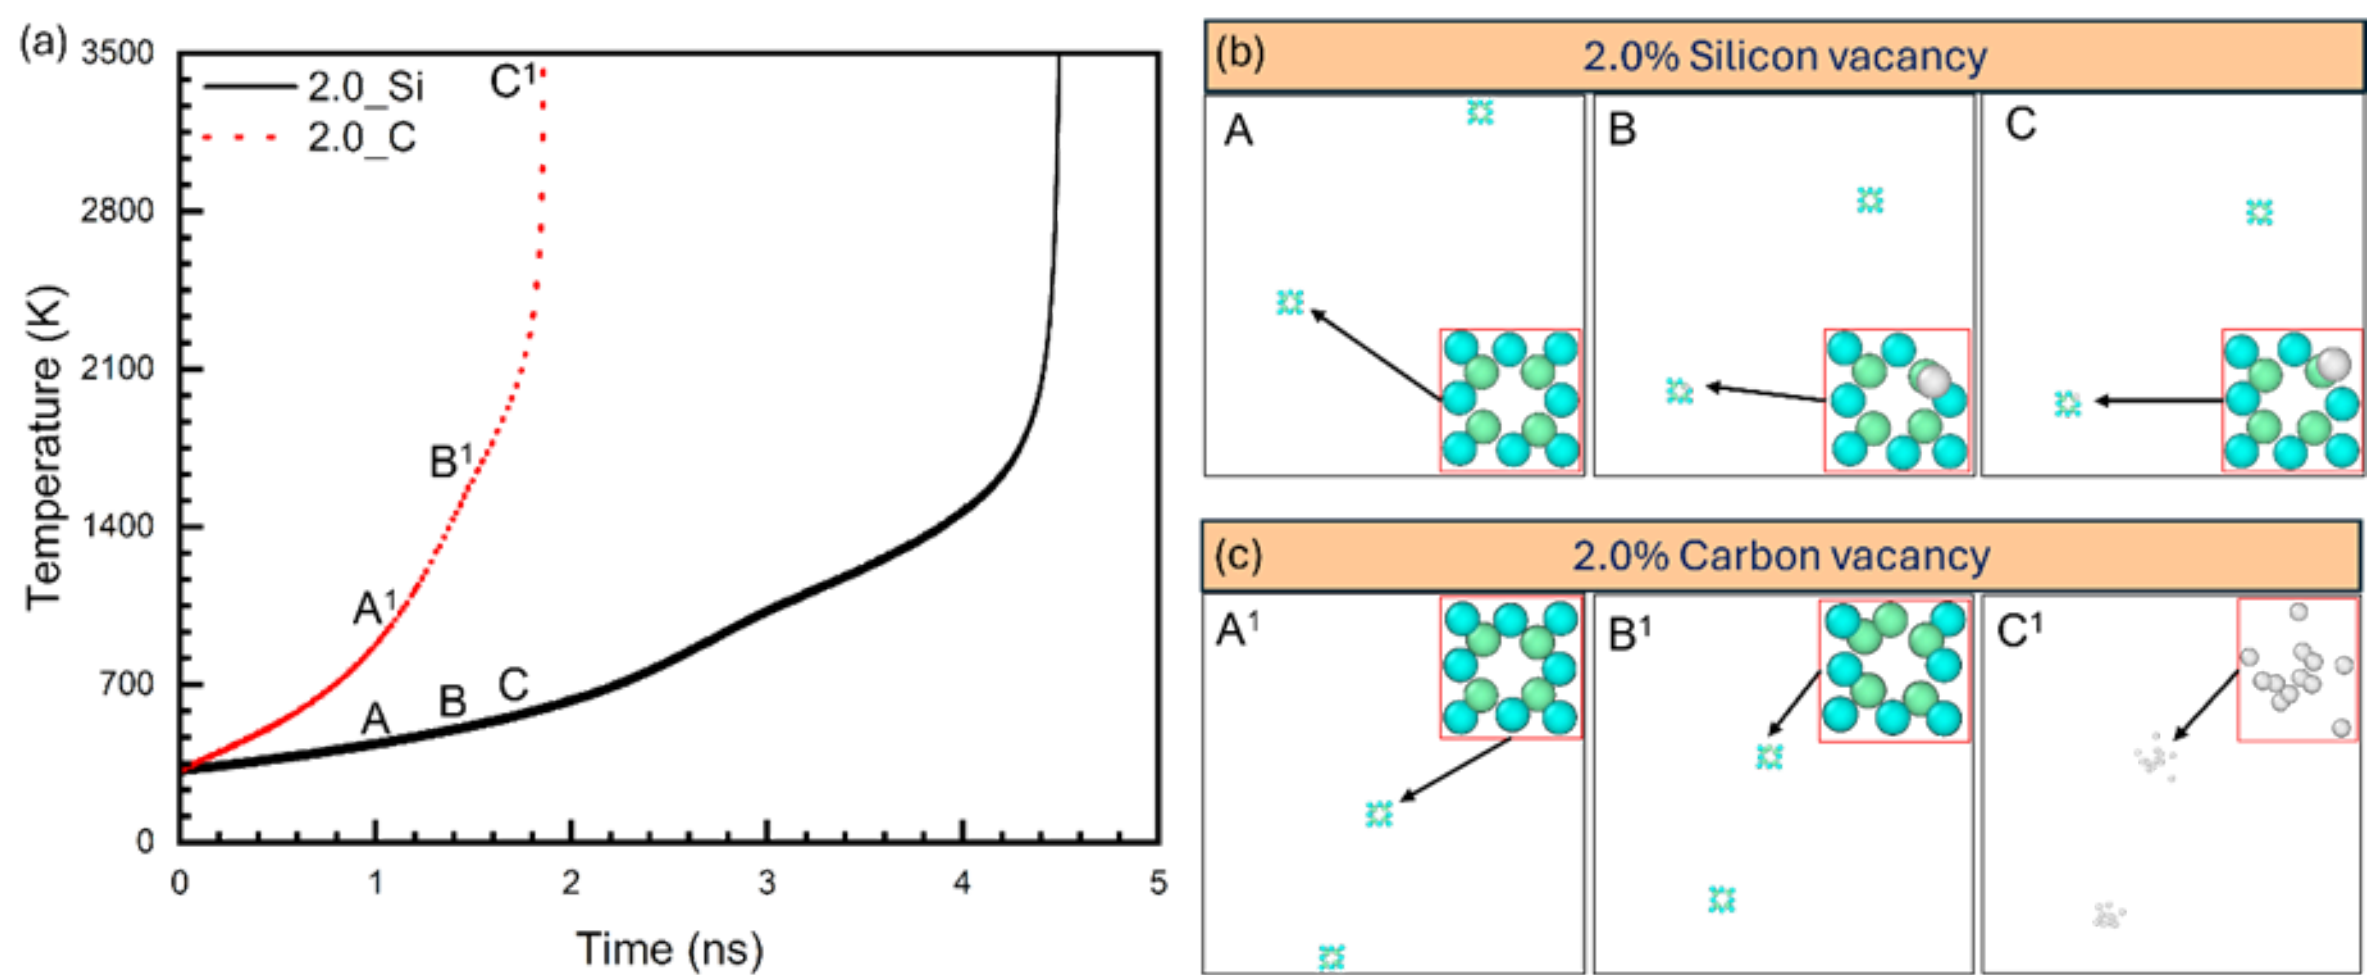 (a)
3500
2800
2100
1400
700
0
Temperature (K)
2.0_Si
2.0_C
C¹
B¹
A¹
A
B
C
0
1
2
3
4
5
Time (ns)
(b)
2.0% Silicon vacancy
A
B
C
(c)
2.0% Carbon vacancy
A¹
B¹
C¹